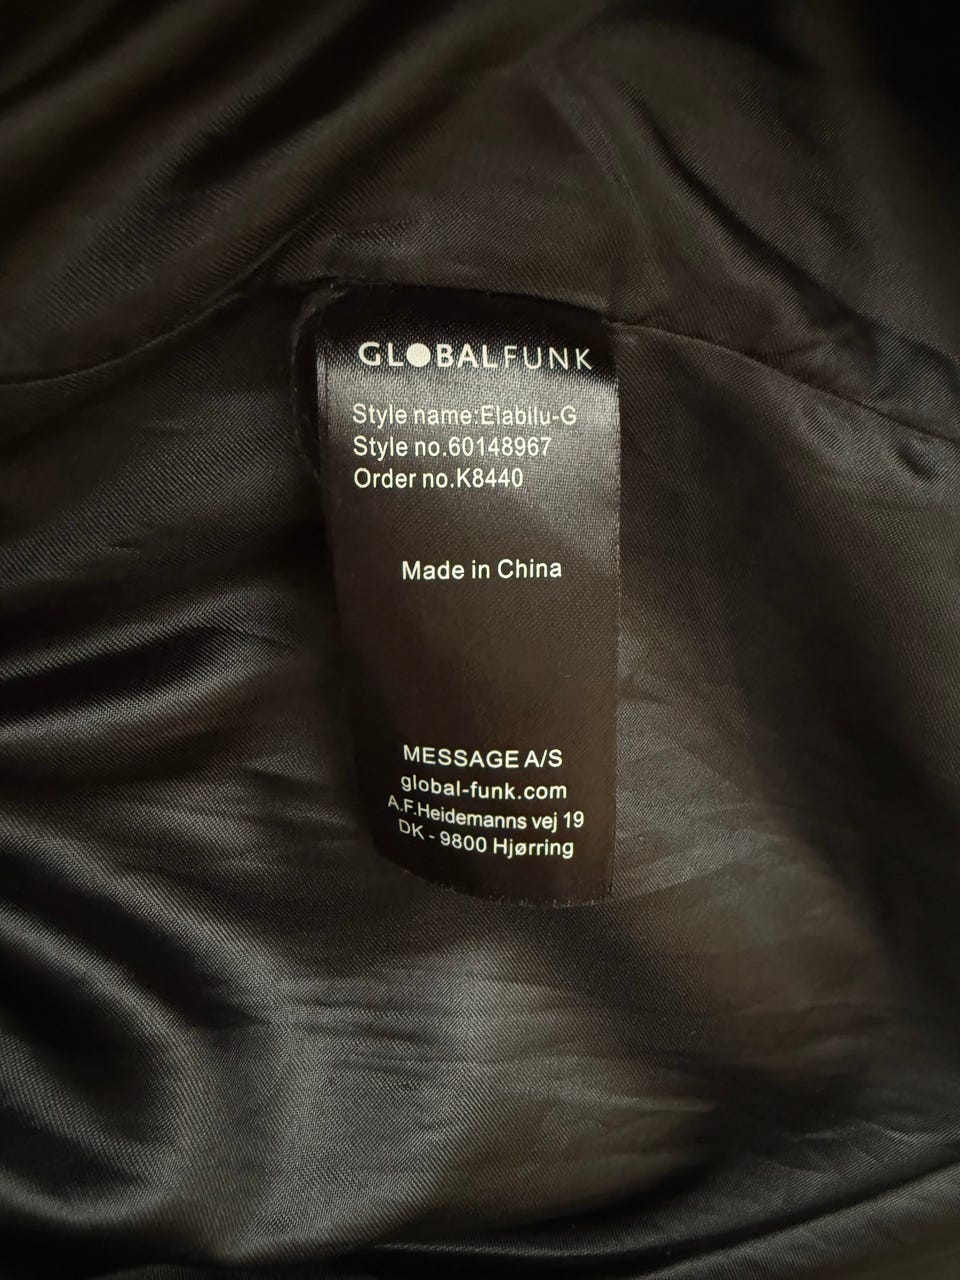 GLOBALFUNK
Style name:Elabilu-G
Style no.60148967
Order no.K8440
Made in China
MESSAGE A/S
global-funk.com
A.F.Heidemanns vej 19
DK - 9800 Hjørring